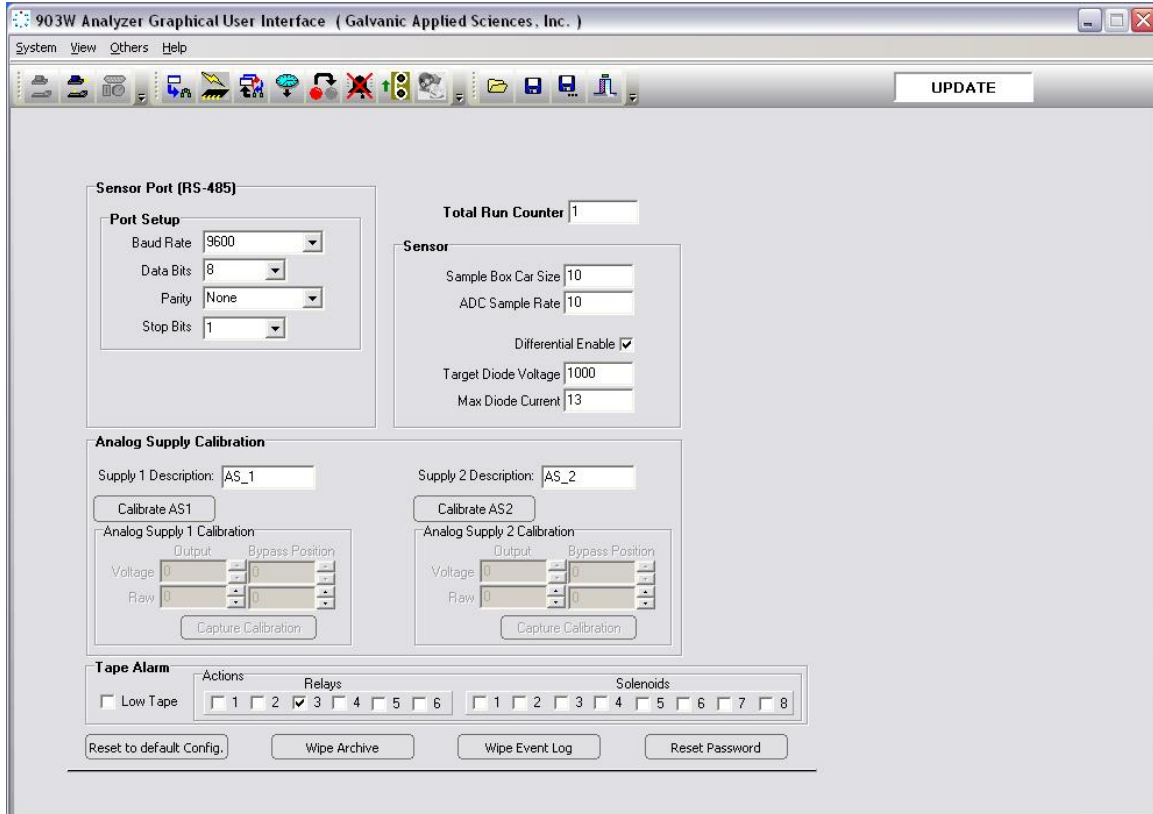 903W Analyzer Graphical User Interface ( Galvanic Applied Sciences, Inc. )
System View Others Help
UPDATE
Sensor Port (RS-485)
Port Setup
Baud Rate 9600
Data Bits 8
Parity None
Stop Bits 1
Total Run Counter 1
Sensor
Sample Box Car Size 10
ADC Sample Rate 10
Differential Enable
Target Diode Voltage 1000
Max Diode Current 13
Analog Supply Calibration
Supply 1 Description: AS_1 Supply 2 Description: AS_2
Calibrate AS1 Calibrate AS2
Analog Supply 1 Calibration Analog Supply 2 Calibration
Output Bypass Position Output Bypass Position
Voltage 0 0 Voltage 0 0
Raw 0 0 Raw 0 0
Capture Calibration Capture Calibration
Tape Alarm
Actions
Relays Solenoids
Low Tape 1 2 3 4 5 6 1 2 3 4 5 6 7 8
Reset to default Config. Wipe Archive Wipe Event Log Reset Password